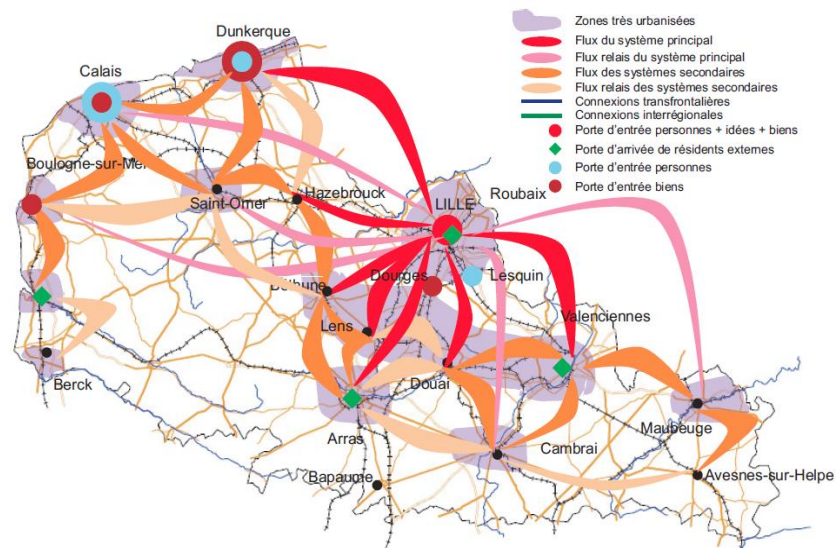 Zones très urbanisées
Flux du système principal
Flux relais du système principal
Flux des systèmes secondaires
Flux relais des systèmes secondaires
Connexions transfrontalières
Connexions interrégionales
Porte d'entrée personnes + idées + biens
Porte d'arrivée de résidents externes
Porte d'entrée personnes
Porte d'entrée biens
Dunkerque
Calais
Boulogne-sur-Mer
Saint-Omer
Hazebrouck
Roubaix
LILLE
Dourges
Lesquin
Béthune
Lens
Valenciennes
Berck
Douai
Arras
Maubeuge
Cambrai
Bapaume
Avesnes-sur-Helpe